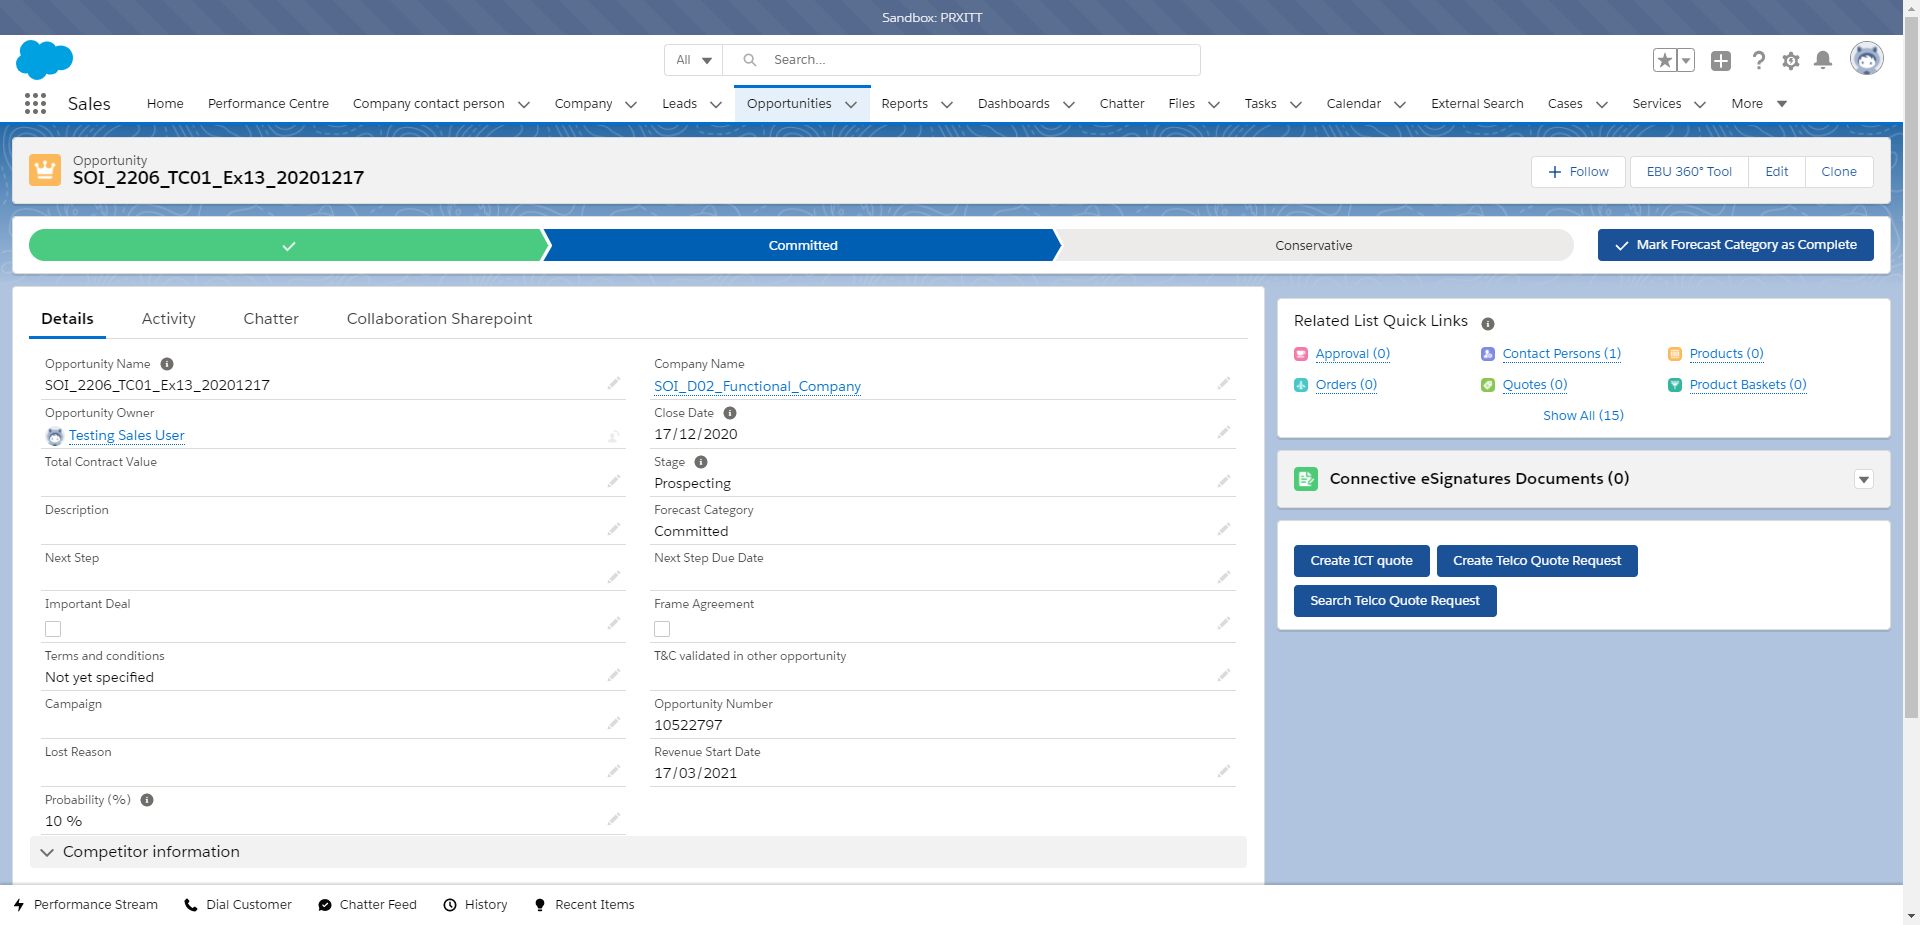 Sandbox: PRXITT
All
Search...
Sales
Home
Performance Centre
Company contact person
Company
Leads
Opportunities
Reports
Dashboards
Chatter
Files
Tasks
Calendar
External Search
Cases
Services
More
Opportunity
SOI_2206_TC01_Ex13_20201217
Follow
EBU 360° Tool
Edit
Clone
Committed
Conservative
Mark Forecast Category as Complete
Details
Activity
Chatter
Collaboration Sharepoint
Opportunity Name
SOI_2206_TC01_Ex13_20201217
Company Name
SOI_D02_Functional_Company
Opportunity Owner
Testing Sales User
Close Date
17/12/2020
Total Contract Value
Stage
Prospecting
Description
Forecast Category
Committed
Next Step
Next Step Due Date
Important Deal
Frame Agreement
Terms and conditions
Not yet specified
T&C validated in other opportunity
Campaign
Opportunity Number
10522797
Lost Reason
Revenue Start Date
17/03/2021
Probability (%)
10 %
Competitor information
Related List Quick Links
Approval (0)
Contact Persons (1)
Products (0)
Orders (0)
Quotes (0)
Product Baskets (0)
Show All (15)
Connective eSignatures Documents (0)
Create ICT quote
Create Telco Quote Request
Search Telco Quote Request
Performance Stream
Dial Customer
Chatter Feed
History
Recent Items